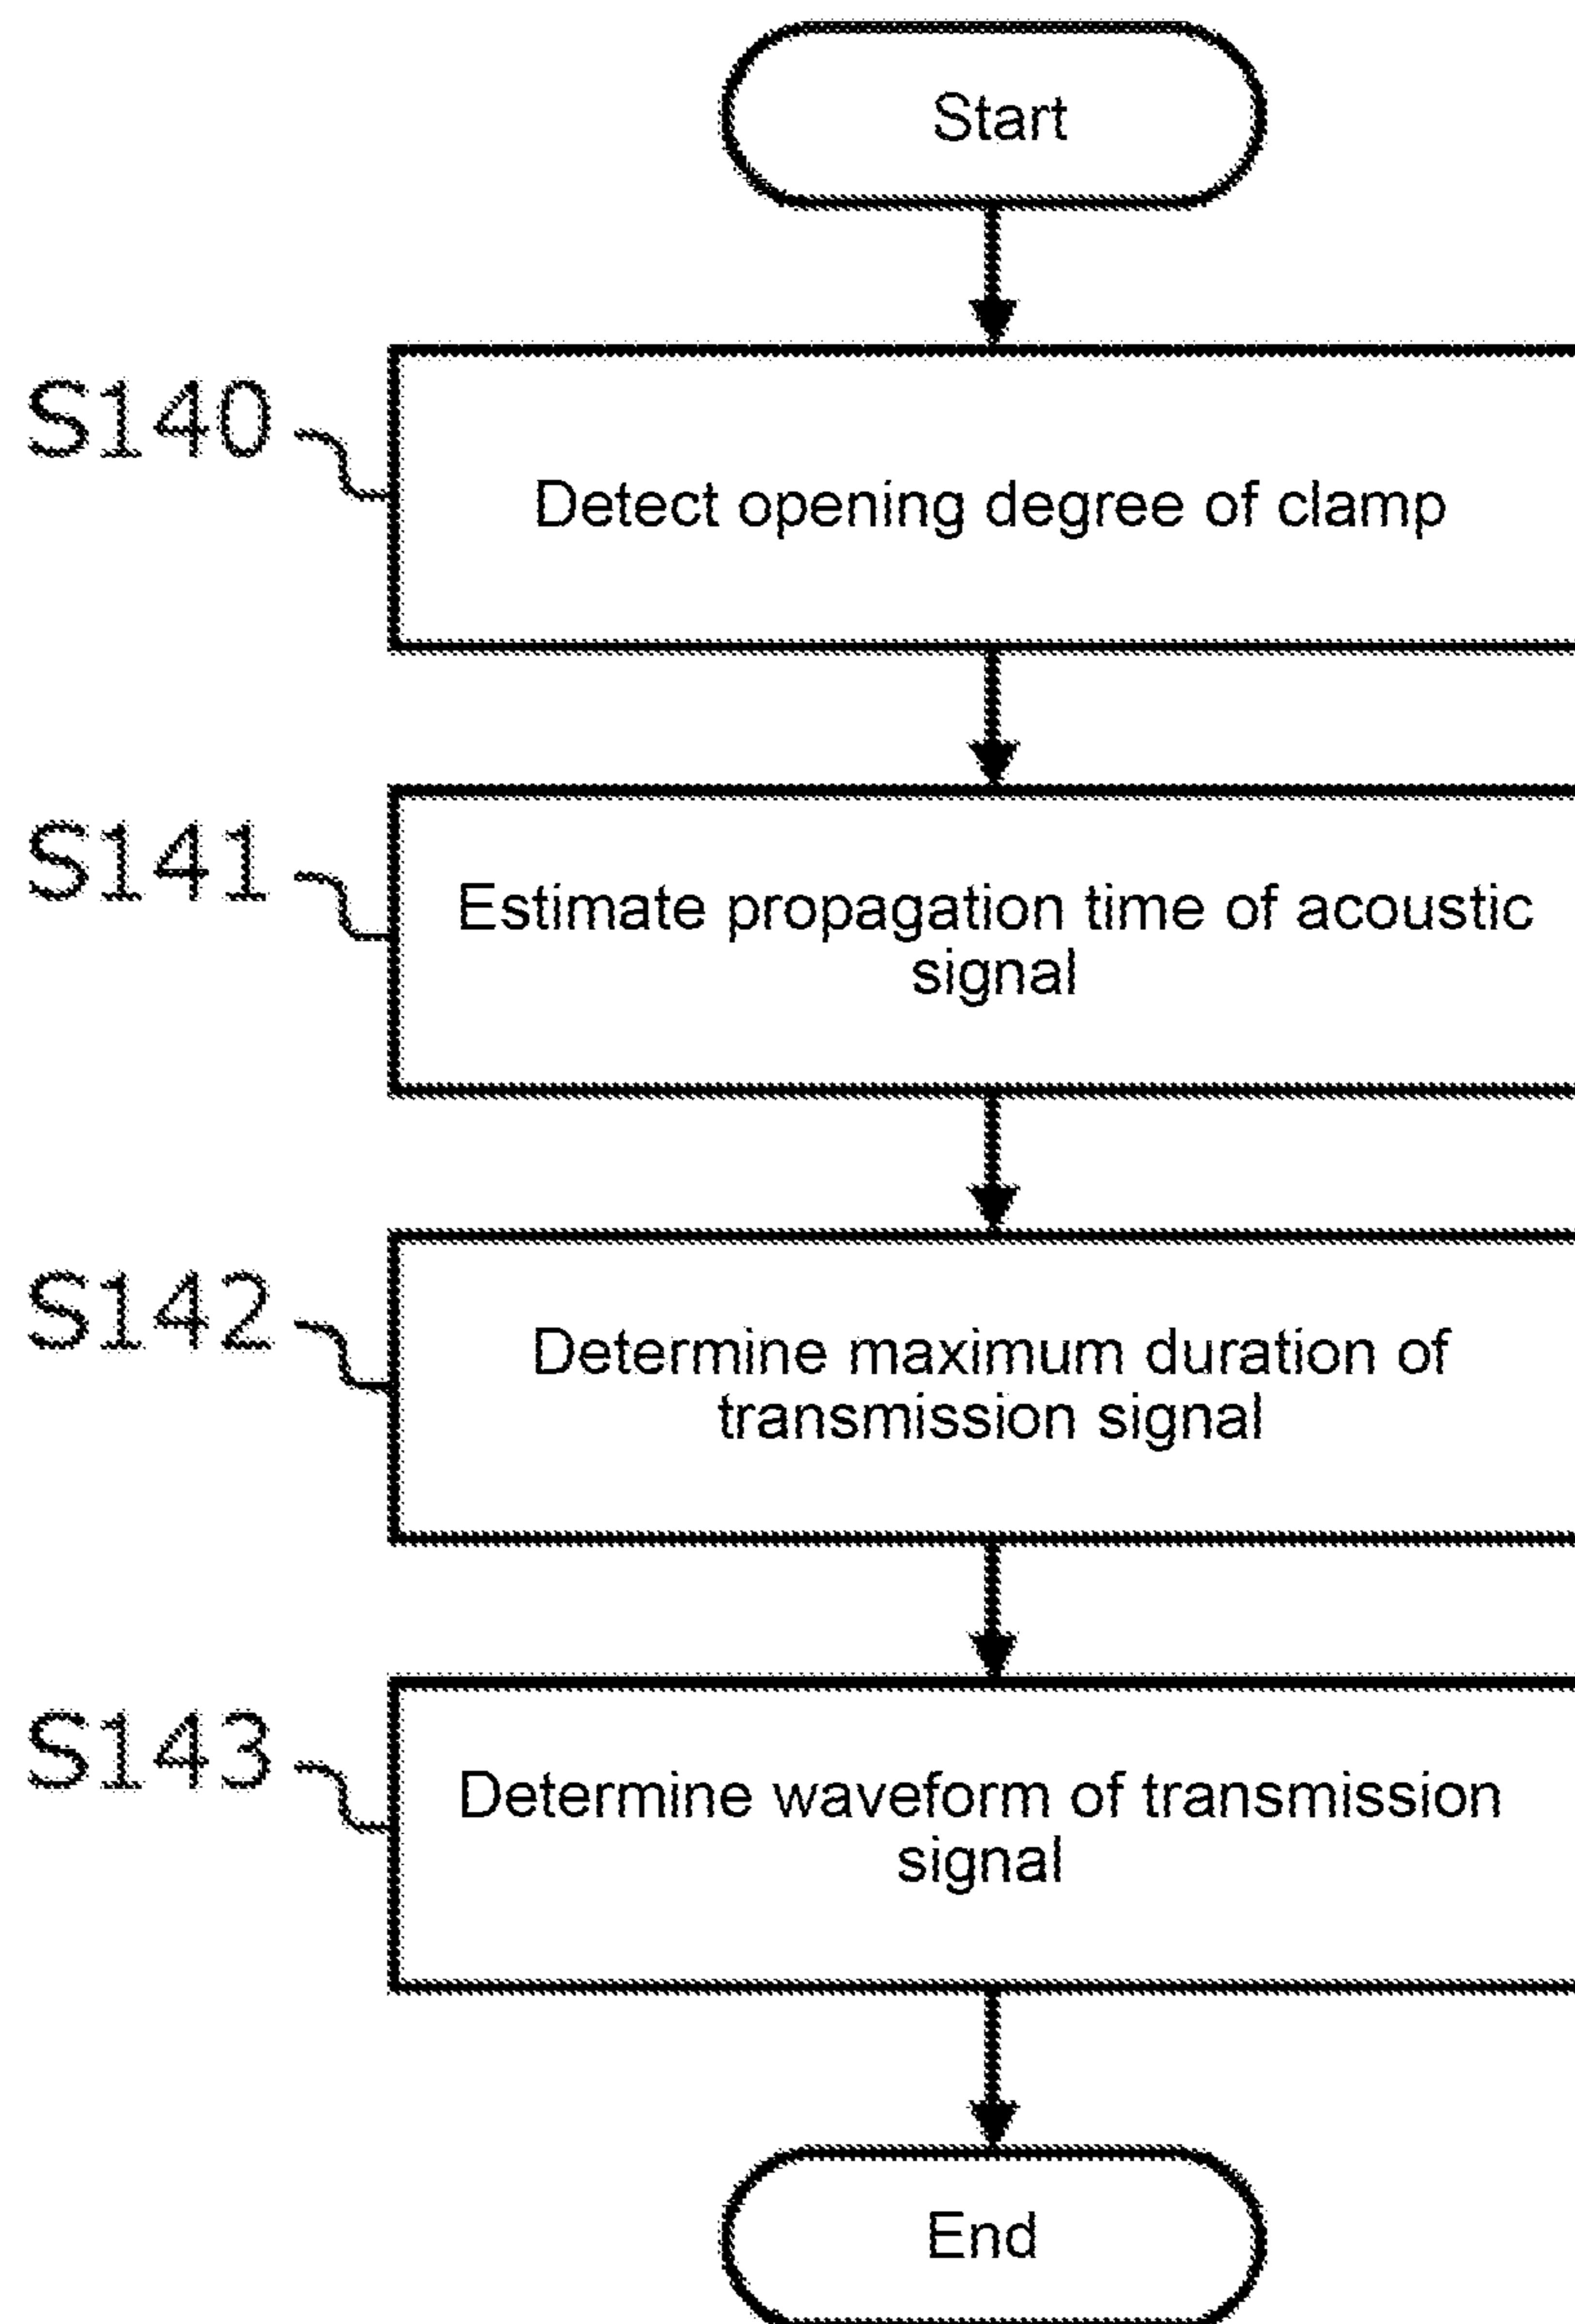 Start
S140
Detect opening degree of clamp
S141
Estimate propagation time of acoustic
signal
S142
Determine maximum duration of
transmission signal
S143
Determine waveform of transmission
signal
End